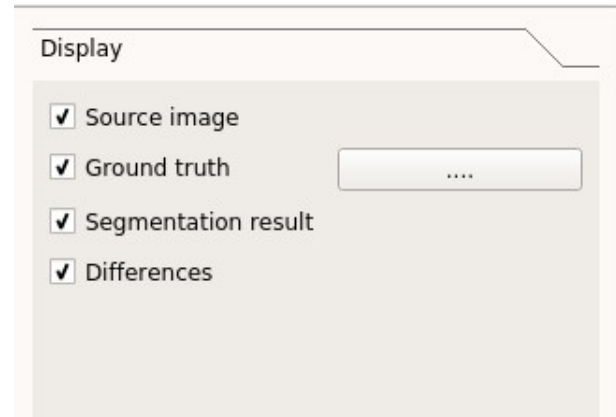 Display
Source image
Ground truth ....
Segmentation result
Differences